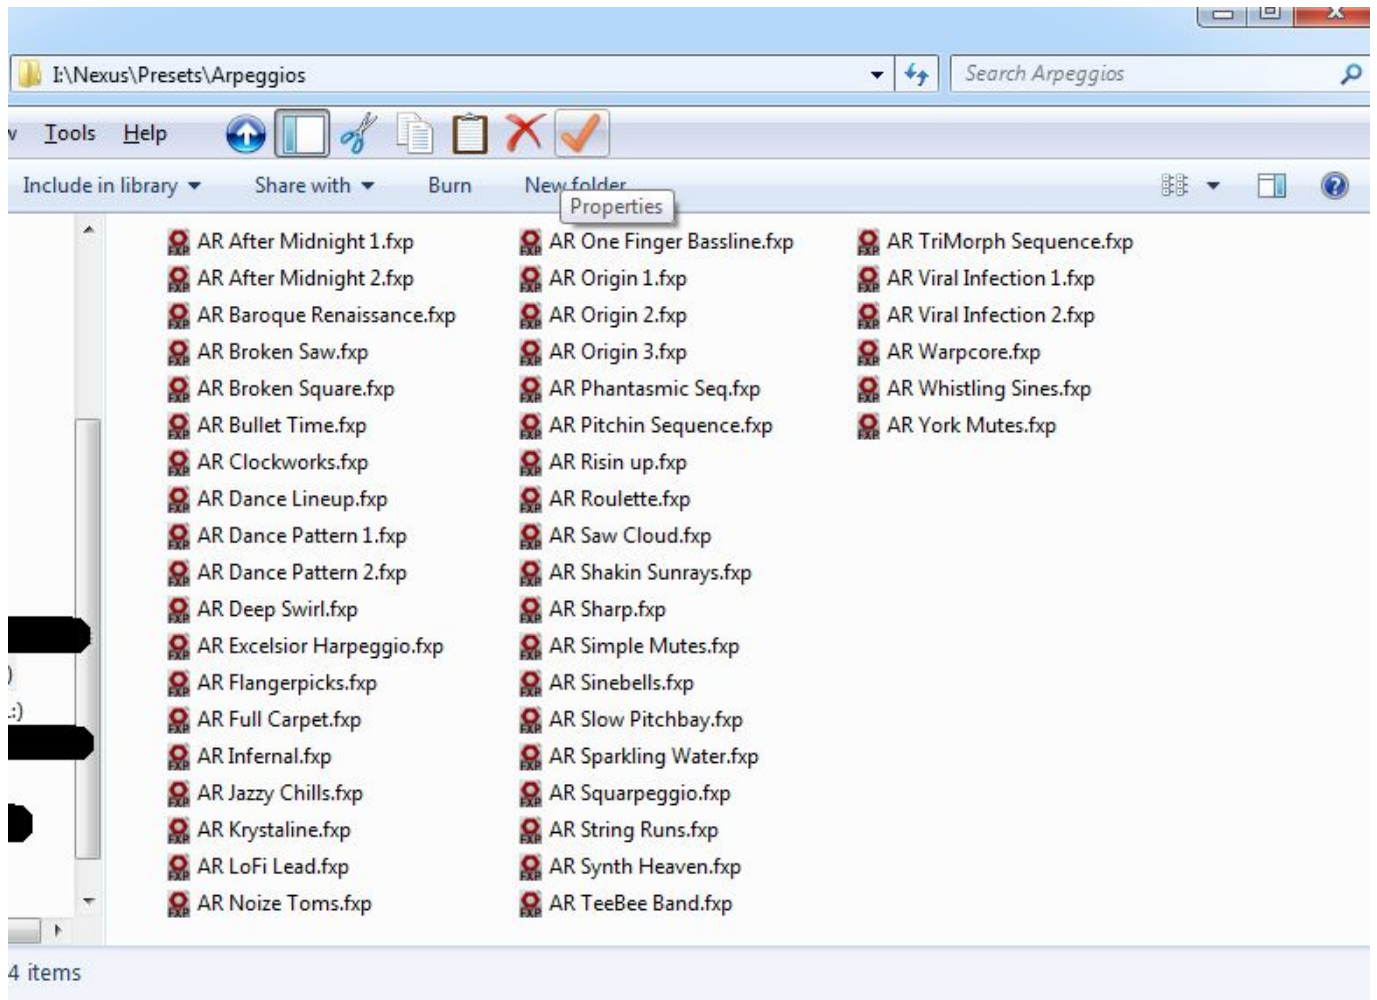 I:\Nexus\Presets\Arpeggios
Search Arpeggios
Tools Help
Include in library Share with Burn New folder
Properties
AR After Midnight 1.fxp
AR After Midnight 2.fxp
AR Baroque Renaissance.fxp
AR Broken Saw.fxp
AR Broken Square.fxp
AR Bullet Time.fxp
AR Clockworks.fxp
AR Dance Lineup.fxp
AR Dance Pattern 1.fxp
AR Dance Pattern 2.fxp
AR Deep Swirl.fxp
AR Excelsior Harpeggio.fxp
AR Flangerpicks.fxp
AR Full Carpet.fxp
AR Infernal.fxp
AR Jazzy Chills.fxp
AR Krystaline.fxp
AR LoFi Lead.fxp
AR Noize Toms.fxp
AR One Finger Bassline.fxp
AR Origin 1.fxp
AR Origin 2.fxp
AR Origin 3.fxp
AR Phantasmic Seq.fxp
AR Pitchin Sequence.fxp
AR Risin up.fxp
AR Roulette.fxp
AR Saw Cloud.fxp
AR Shakin Sunrays.fxp
AR Sharp.fxp
AR Simple Mutes.fxp
AR Sinebells.fxp
AR Slow Pitchbay.fxp
AR Sparkling Water.fxp
AR Squarpeggio.fxp
AR String Runs.fxp
AR Synth Heaven.fxp
AR TeeBee Band.fxp
AR TriMorph Sequence.fxp
AR Viral Infection 1.fxp
AR Viral Infection 2.fxp
AR Warpcore.fxp
AR Whistling Sines.fxp
AR York Mutes.fxp
4 items